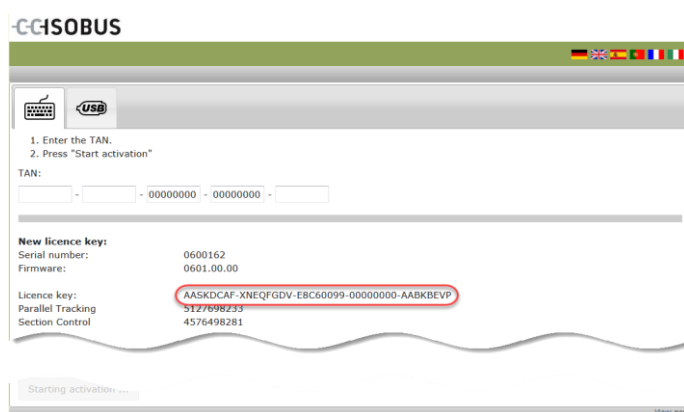 CCISOBUS
USB
1. Enter the TAN.
2. Press "Start activation"
TAN:
- - 00000000 - 00000000 -
New licence key:
Serial number: 0600162
Firmware: 0601.00.00
Licence key: AASKDCAF-XNEQFGDV-E8C60099-00000000-AABKBEVP
Parallel Tracking 5127698233
Section Control 4576498281
Starting activation ...